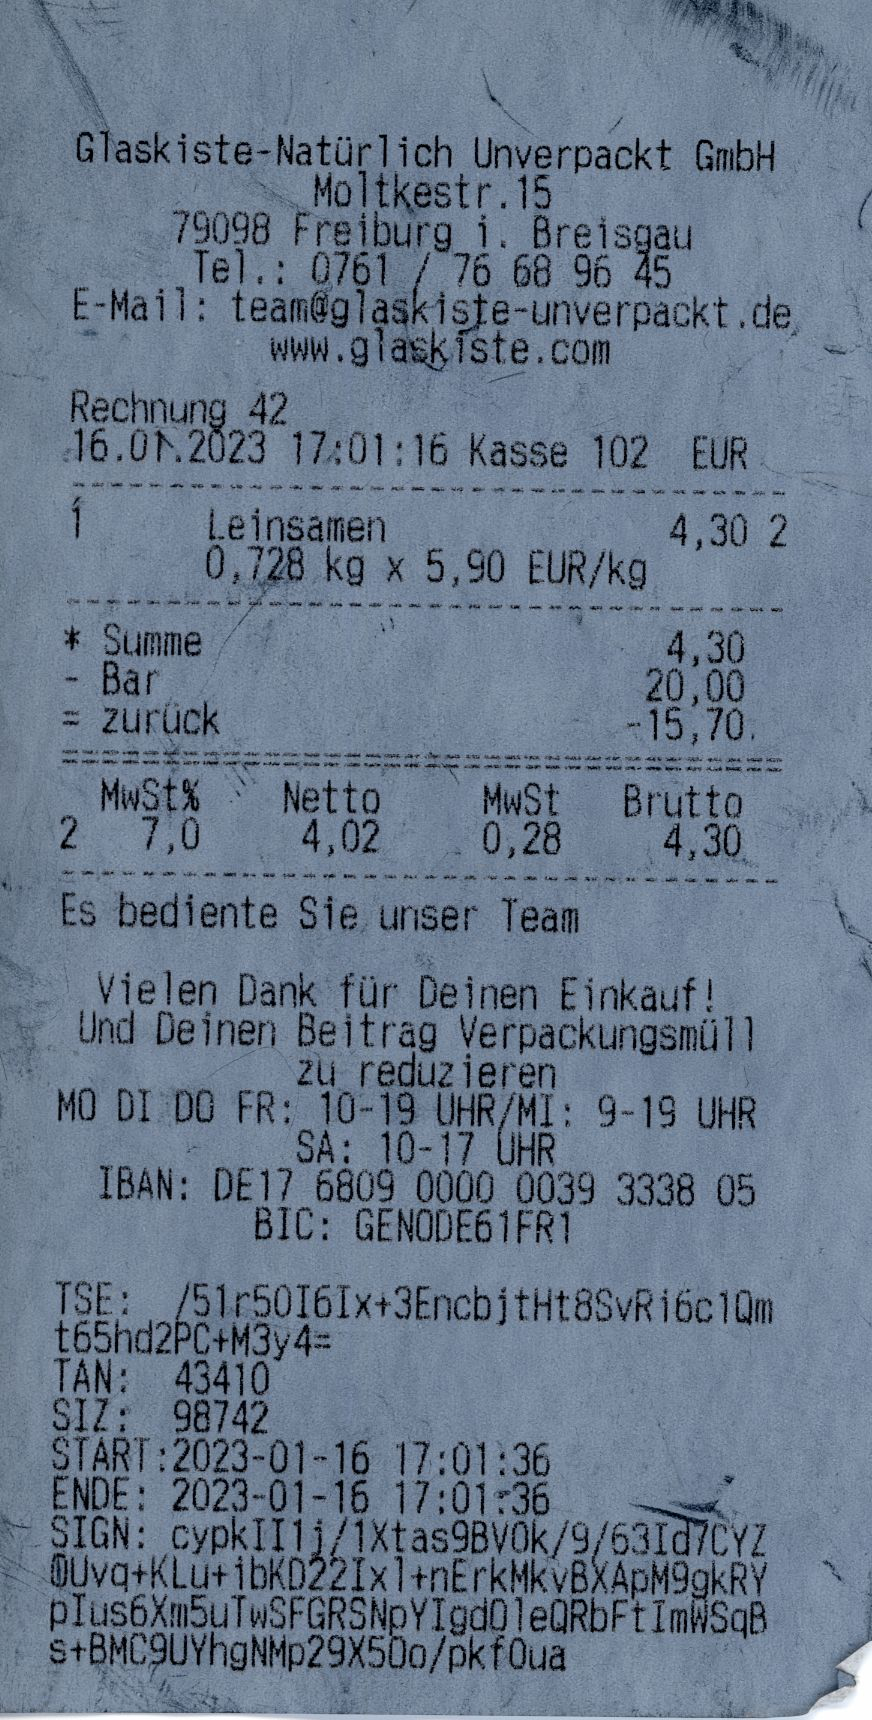 Glaskiste-Natürlich Unverpackt GmbH
Moltkestr.15
79098 Freiburg i. Breisgau
Tel.: 0761 / 76 68 96 45
E-Mail: team@glaskiste-unverpackt.de
www.glaskiste.com
Rechnung 42
16.01.2023 17:01:16 Kasse 102 EUR
1 Leinsamen 4,30 2
0,728 kg x 5,90 EUR/kg
* Summe 4,30
- Bar 20,00
= zurück -15,70
MwSt% Netto MwSt Brutto
2 7,0 4,02 0,28 4,30
Es bediente Sie unser Team
Vielen Dank für Deinen Einkauf!
Und Deinen Beitrag Verpackungsmüll
zu reduzieren
MO DI DO FR: 10-19 UHR/MI: 9-19 UHR
SA: 10-17 UHR
IBAN: DE17 6809 0000 0039 3338 05
BIC: GENODE61FR1
TSE: /51r50I6Ix+3EncbjtHt8SvRi6c1Qm
t65hd2PC+M3y4=
TAN: 43410
SIZ: 98742
START:2023-01-16 17:01:36
ENDE: 2023-01-16 17:01:36
SIGN: cypkII1j/1Xtas9BV0k/9/63Id7CYZ
0Uvq+KLu+ibKD22Ixl+nErkMkvBXApM9gkRY
pIus6Xm5uTwSFGRSNpYIgdQleQRbFtImWSqB
s+BMC9UYhgNMp29X5Oo/pkf0ua